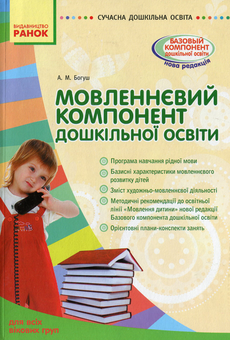 ВИДАВНИЦТВО
РАНОК
СУЧАСНА ДОШКІЛЬНА ОСВІТА
БАЗОВЫЙ
КОМПОНЕНТ
дошкільної освіти
нова редакція
А. М. Богуш
МОВЛЕННЄВИЙ
КОМПОНЕНТ
ДОШКІЛЬНОЇ ОСВІТИ
Програма навчання рідної мови
Базисні характеристики мовленнєвого
розвитку дітей
Зміст художньо-мовленнєвої діяльності
Методичні рекомендації до освітньої
лінії «Мовлення дитини» нової редакції
Базового компонента дошкільної освіти
Орієнтовні плани-конспекти занять
для всіх
вікових груп